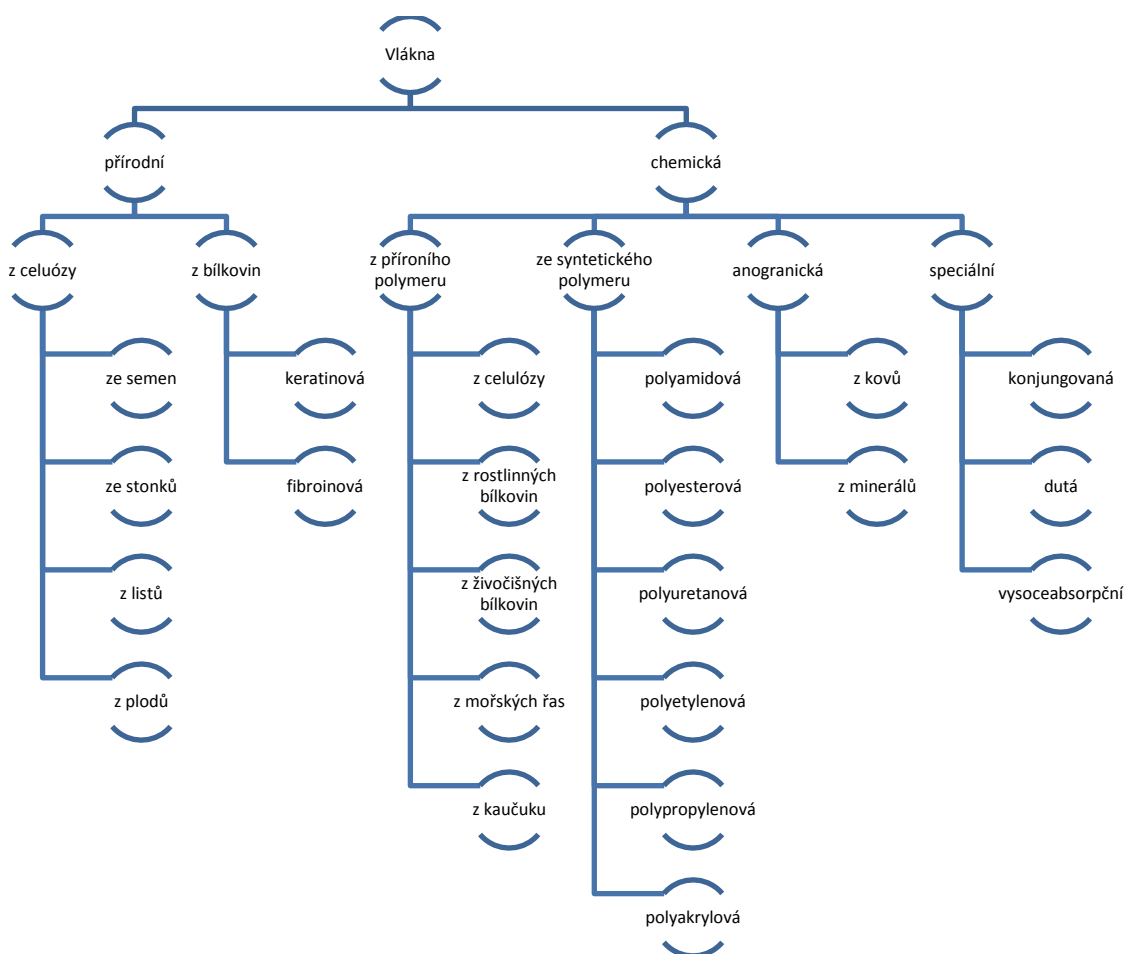 Vlákna
přírodní
chemická
z celuózy
z bílkovin
z příroního
polymeru
ze syntetického
polymeru
anogranická
speciální
ze semen
keratinová
z celulózy
polyamidová
z kovů
konjungovaná
ze stonků
fibroinová
z rostlinných
bílkovin
polyesterová
z minerálů
dutá
z listů
z živočišných
bílkovin
polyuretanová
vysoceabsorpční
z plodů
z mořských řas
polyetylenová
z kaučuku
polypropylenová
polyakrylová